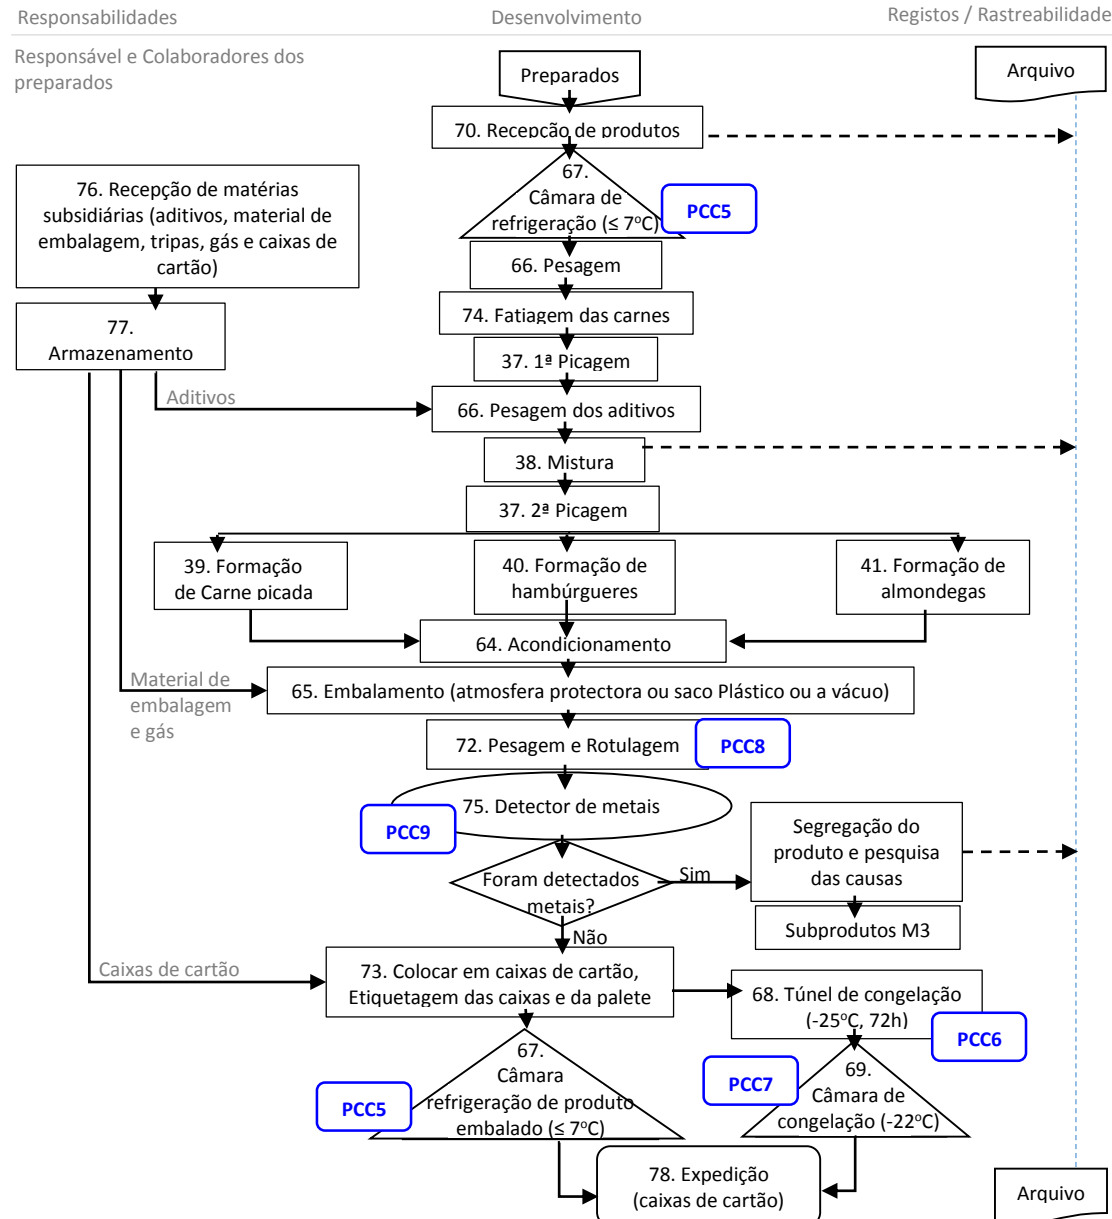 Responsabilidades
Desenvolvimento
Registos / Rastreabilidade
Responsável e Colaboradores dos
preparados
Preparados
Arquivo
70. Recepção de produtos
67.
Câmara de
refrigeração (≤ 7ºC)
PCC5
76. Recepção de matérias
subsidiárias (aditivos, material de
embalagem, tripas, gás e caixas de
cartão)
66. Pesagem
77.
Armazenamento
74. Fatiagem das carnes
37. 1ª Picagem
Aditivos
66. Pesagem dos aditivos
38. Mistura
37. 2ª Picagem
39. Formação
de Carne picada
40. Formação de
hambúrgueres
41. Formação de
almondegas
64. Acondicionamento
Material de
embalagem
e gás
65. Embalamento (atmosfera protectora ou saco Plástico ou a vácuo)
72. Pesagem e Rotulagem
PCC8
75. Detector de metais
PCC9
Foram detectados
metais?
Sim
Segregação do
produto e pesquisa
das causas
Subprodutos M3
Não
Caixas de cartão
73. Colocar em caixas de cartão,
Etiquetagem das caixas e da palete
68. Túnel de congelação
(-25ºC, 72h)
PCC6
67.
Câmara
refrigeração de produto
embalado (≤ 7ºC)
PCC5
PCC7
69.
Câmara de
congelação (-22ºC)
78. Expedição
(caixas de cartão)
Arquivo